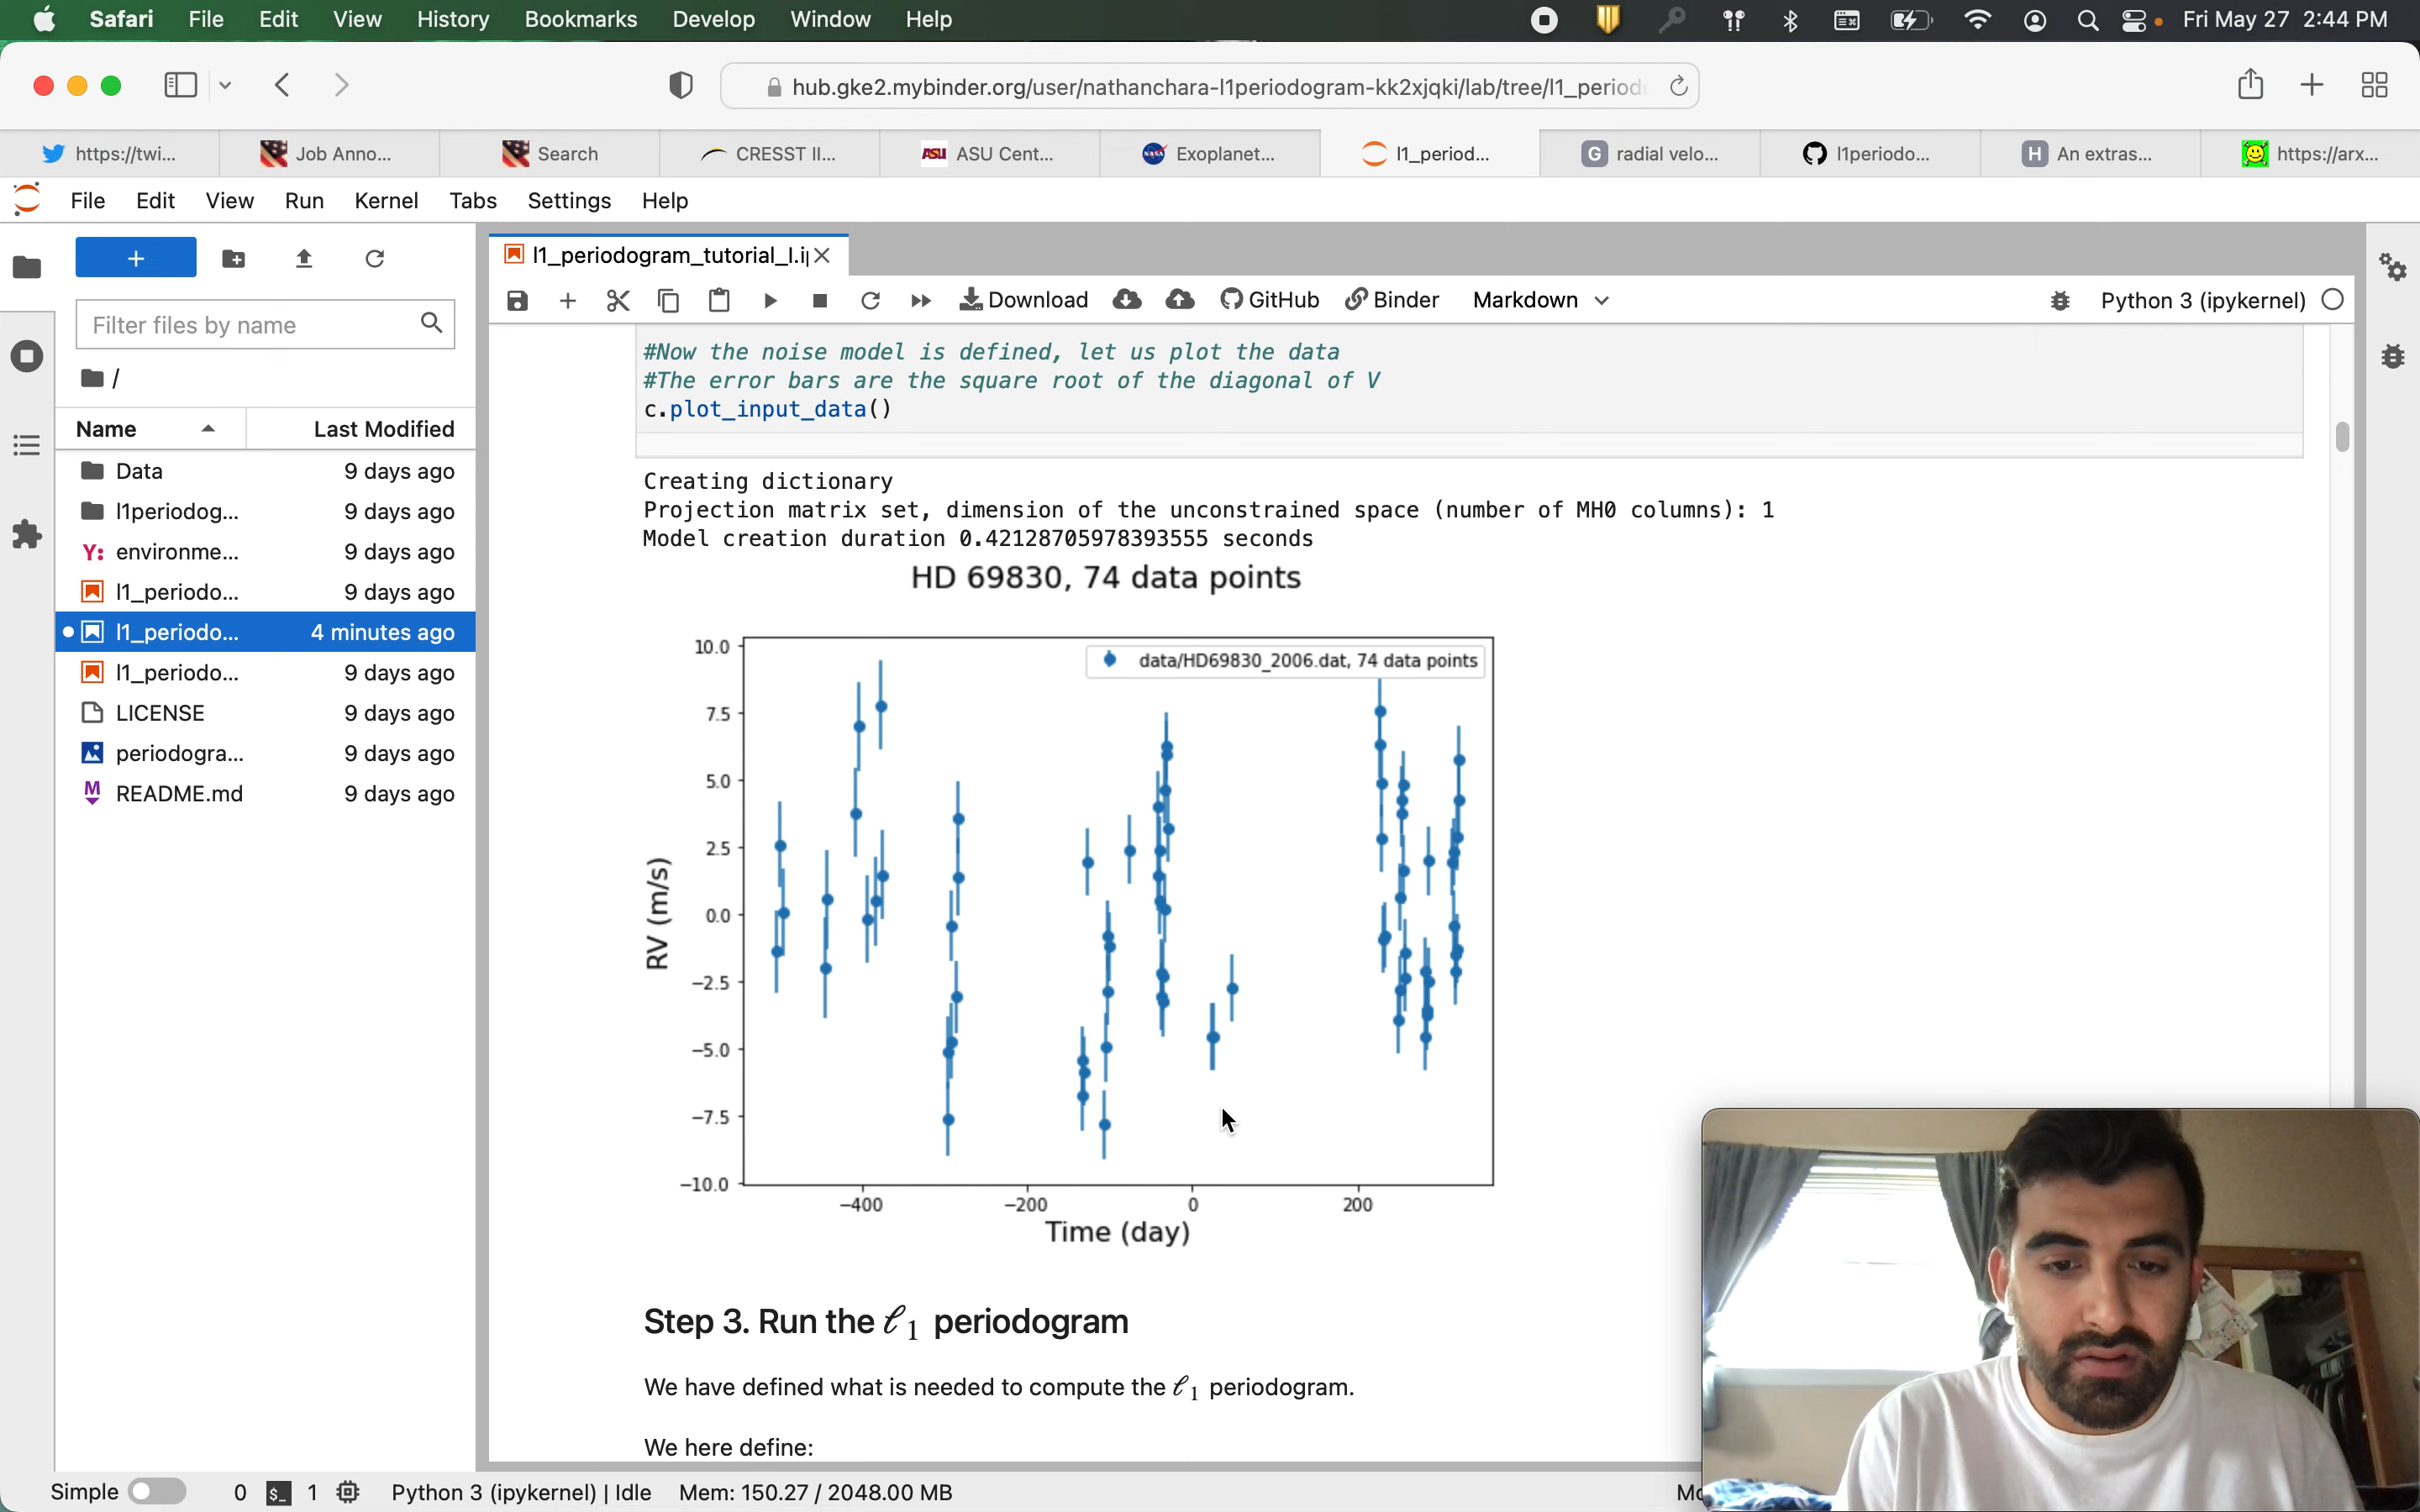 Safari File Edit View History Bookmarks Develop Window Help Fri May 27 2:44 PM
hub.gke2.mybinder.org/user/nathanchara-l1periodogram-kk2xjqki/lab/tree/l1_period
https://twi... Job Anno... Search CRESST II... ASU ASU Cent... NASA Exoplanet... l1_period... G radial velo... l1periodo... H An extras... https://arx...
File Edit View Run Kernel Tabs Settings Help
l1_periodogram_tutorial_I.i
Download GitHub Binder Markdown Python 3 (ipykernel)
Filter files by name
/
Name Last Modified
Data 9 days ago
l1periodog... 9 days ago
Y: environme... 9 days ago
l1_periodo... 9 days ago
l1_periodo... 4 minutes ago
l1_periodo... 9 days ago
LICENSE 9 days ago
periodogra... 9 days ago
M README.md 9 days ago
#Now the noise model is defined, let us plot the data
#The error bars are the square root of the diagonal of V
c.plot_input_data()
Creating dictionary
Projection matrix set, dimension of the unconstrained space (number of MH0 columns): 1
Model creation duration 0.42128705978393555 seconds
HD 69830, 74 data points
data/HD69830_2006.dat, 74 data points
10.0
7.5
5.0
2.5
0.0
−2.5
−5.0
−7.5
−10.0
RV (m/s)
−400 −200 0 200
Time (day)
Step 3. Run the ℓ1 periodogram
We have defined what is needed to compute the ℓ1 periodogram.
We here define:
Simple 0 $_ 1 Python 3 (ipykernel) | Idle Mem: 150.27 / 2048.00 MB